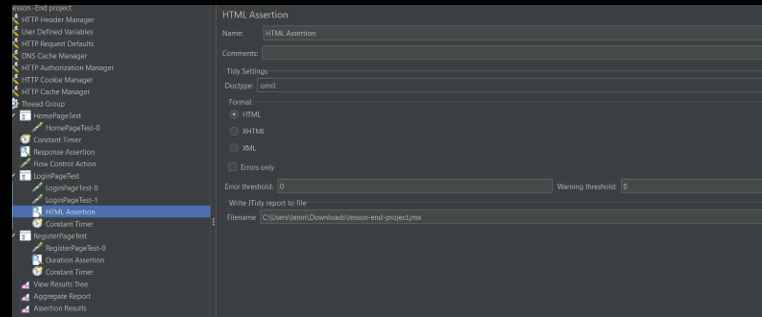 esson -End project
HTTP Header Manager
User Defined Variables
HTTP Request Defaults
DNS Cache Manager
HTTP Authorization Manager
HTTP Cookie Manager
HTTP Cache Manager
Thread Group
HomePageTest
HomePageTest-0
Constant Timer
Response Assertion
Flow Control Action
LoginPageTest
LoginPageTest-0
LoginPageTest-1
HTML Assertion
Constant Timer
RegisterPageTest
RegisterPageTest-0
Duration Assertion
Constant Timer
View Results Tree
Aggregate Report
Assertion Results
HTML Assertion
Name: HTML Assertion
Comments:
Tidy Settings
Doctype: omit
Format
HTML
XHTML
XML
Errors only
Error threshold: 0 Warning threshold: 0
Write JTidy report to file
Filename C:\Users\lenin\Downloads\lesson-end-project.jmx